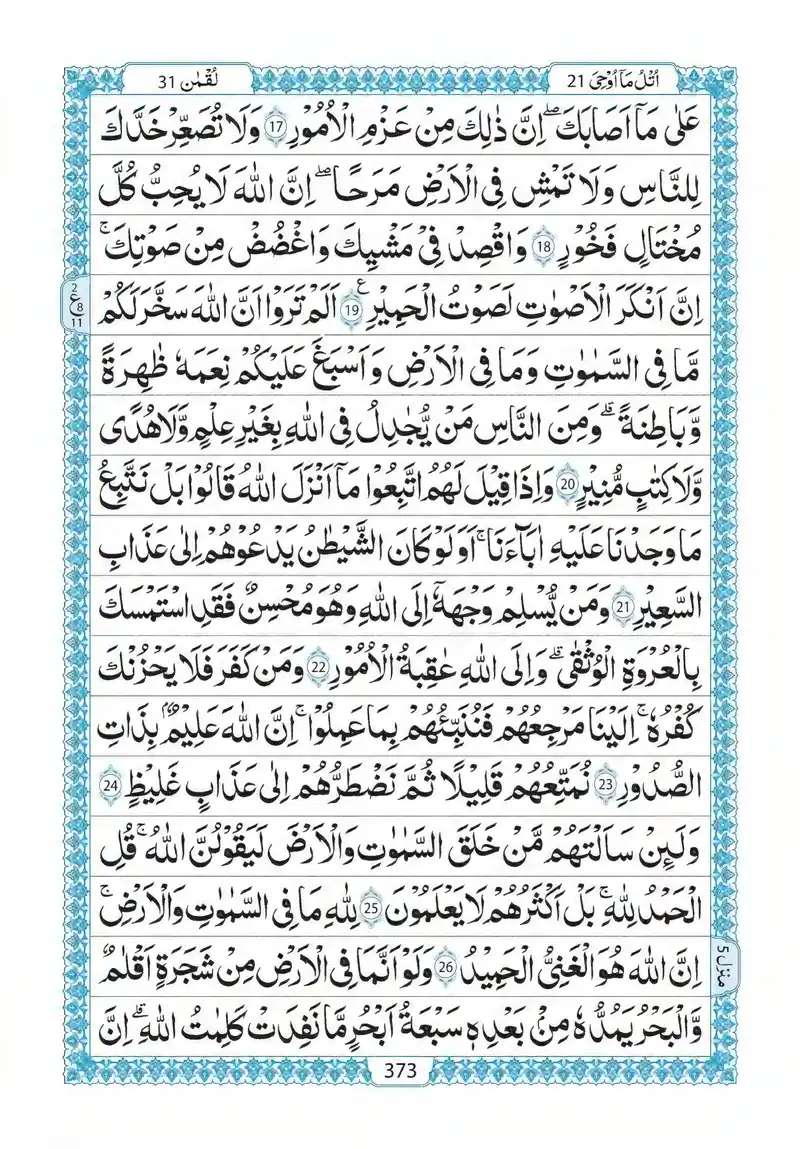 اُتْلُ مَاۤ اُوْحِیَ 21
لُقْمٰن 31
عَلٰی مَاۤ اَصَابَكَ ؕ اِنَّ ذٰلِكَ مِنْ عَزْمِ الْاُمُوْرِ 17 وَلَا تُصَعِّرْ خَدَّكَ
لِلنَّاسِ وَلَا تَمْشِ فِی الْاَرْضِ مَرَحًا ؕ اِنَّ اللّٰهَ لَا یُحِبُّ كُلَّ
مُخْتَالٍ فَخُوْرٍ 18 وَاقْصِدْ فِیْ مَشْیِكَ وَاغْضُضْ مِنْ صَوْتِكَ ؕ
اِنَّ اَنْكَرَ الْاَصْوَاتِ لَصَوْتُ الْحَمِیْرِ 19 اَلَمْ تَرَوْا اَنَّ اللّٰهَ سَخَّرَ لَكُمْ
مَّا فِی السَّمٰوٰتِ وَمَا فِی الْاَرْضِ وَاَسْبَغَ عَلَیْكُمْ نِعَمَهٗ ظَاهِرَةً
وَّبَاطِنَةً ؕ وَمِنَ النَّاسِ مَنْ یُّجَادِلُ فِی اللّٰهِ بِغَیْرِ عِلْمٍ وَّلَا هُدًی
وَّلَا كِتٰبٍ مُّنِیْرٍ 20 وَاِذَا قِیْلَ لَهُمُ اتَّبِعُوْا مَاۤ اَنْزَلَ اللّٰهُ قَالُوْا بَلْ نَتَّبِعُ
مَا وَجَدْنَا عَلَیْهِ اٰبَآءَنَا ؕ اَوَلَوْ كَانَ الشَّیْطٰنُ یَدْعُوْهُمْ اِلٰی عَذَابِ
السَّعِیْرِ 21 وَمَنْ یُّسْلِمْ وَجْهَهٗۤ اِلَی اللّٰهِ وَهُوَ مُحْسِنٌ فَقَدِ اسْتَمْسَكَ
بِالْعُرْوَةِ الْوُثْقٰی ؕ وَاِلَی اللّٰهِ عَاقِبَةُ الْاُمُوْرِ 22 وَمَنْ كَفَرَ فَلَا یَحْزُنْكَ
كُفْرُهٗ ؕ اِلَیْنَا مَرْجِعُهُمْ فَنُنَبِّئُهُمْ بِمَا عَمِلُوْا ؕ اِنَّ اللّٰهَ عَلِیْمٌۢ بِذَاتِ
الصُّدُوْرِ 23 نُمَتِّعُهُمْ قَلِیْلًا ثُمَّ نَضْطَرُّهُمْ اِلٰی عَذَابٍ غَلِیْظٍ 24
وَلَئِنْ سَاَلْتَهُمْ مَّنْ خَلَقَ السَّمٰوٰتِ وَالْاَرْضَ لَیَقُوْلُنَّ اللّٰهُ ؕ قُلِ
الْحَمْدُ لِلّٰهِ ؕ بَلْ اَكْثَرُهُمْ لَا یَعْلَمُوْنَ 25 لِلّٰهِ مَا فِی السَّمٰوٰتِ وَالْاَرْضِ ؕ
اِنَّ اللّٰهَ هُوَ الْغَنِیُّ الْحَمِیْدُ 26 وَلَوْ اَنَّمَا فِی الْاَرْضِ مِنْ شَجَرَةٍ اَقْلَامٌ
وَّالْبَحْرُ یَمُدُّهٗ مِنْۢ بَعْدِهٖ سَبْعَةُ اَبْحُرٍ مَّا نَفِدَتْ كَلِمٰتُ اللّٰهِ ؕ اِنَّ
2
ع 8
11
منزل 5
373